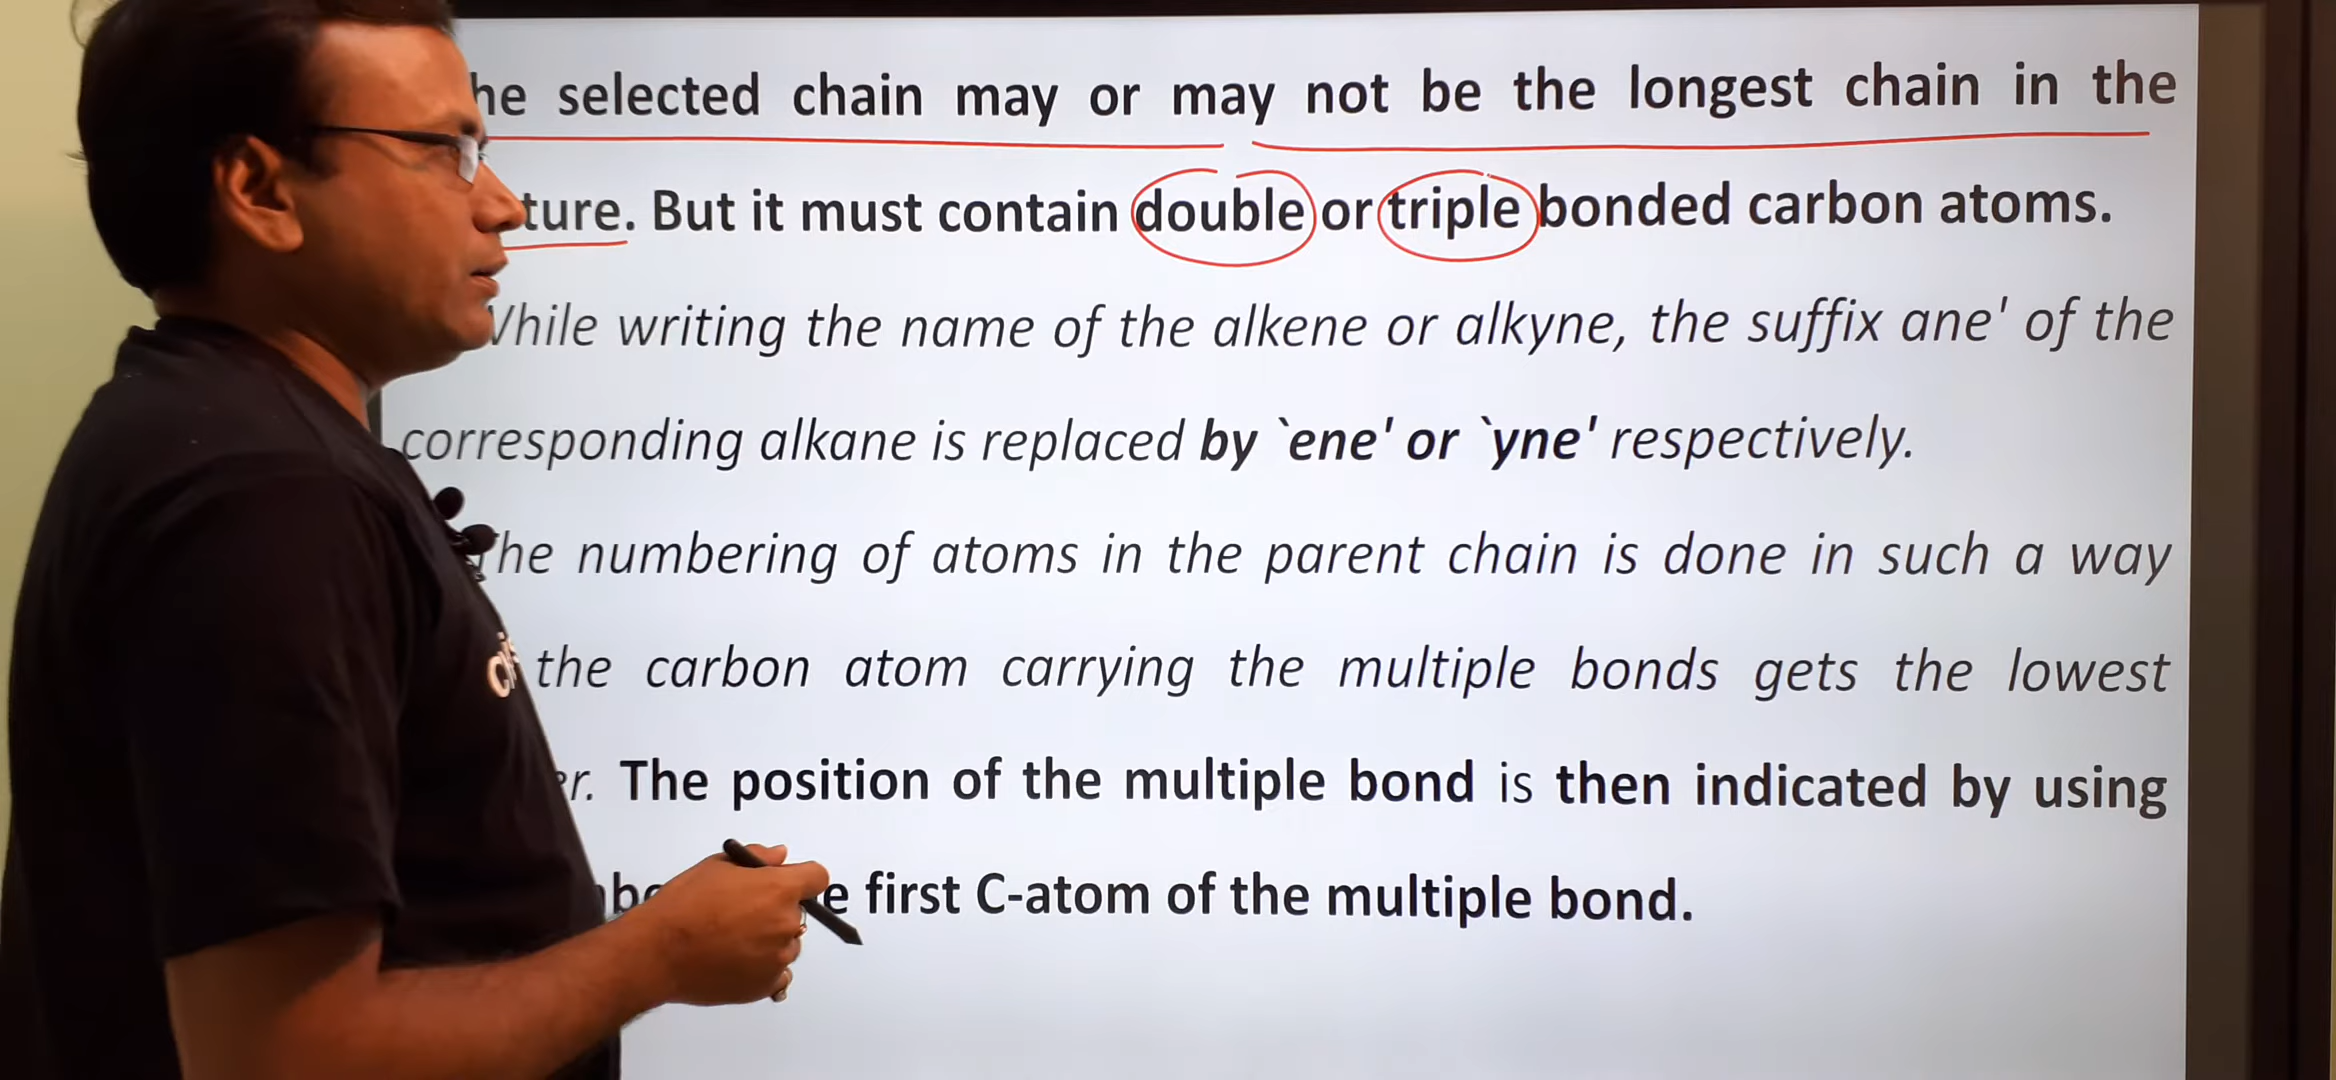 he selected chain may or may not be the longest chain in the
ture. But it must contain double or triple bonded carbon atoms.
While writing the name of the alkene or alkyne, the suffix ane' of the
corresponding alkane is replaced by `ene' or `yne' respectively.
The numbering of atoms in the parent chain is done in such a way
the carbon atom carrying the multiple bonds gets the lowest
er. The position of the multiple bond is then indicated by using
e first C-atom of the multiple bond.